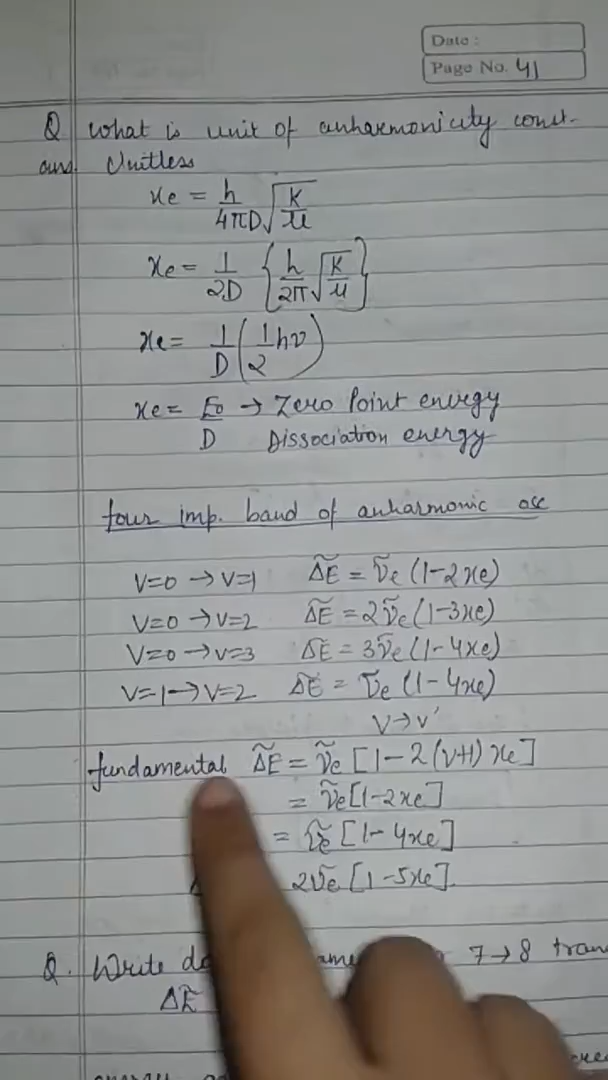 Date :
Page No. 41
Q what is unit of anharmonicity const.
ans. Unitless
xe = h/4πD √K/μ
xe = 1/2D {h/2π √K/μ}
xe = 1/D (1/2 hν)
xe = E0/D → Zero Point energy
Dissociation energy
four imp. band of anharmonic osc
V=0 → V=1 ΔẼ = ν̃e (1-2xe)
V=0 → V=2 ΔẼ = 2ν̃e (1-3xe)
V=0 → V=3 ΔẼ = 3ν̃e (1-4xe)
V=1 → V=2 ΔẼ = ν̃e (1-4xe)
V → V'
fundamental ΔẼ = ν̃e [1-2(V+1)xe]
= ν̃e [1-2xe]
= ν̃e [1-4xe]
2ν̃e [1-5xe]
Q. Write 7→8
ΔẼ